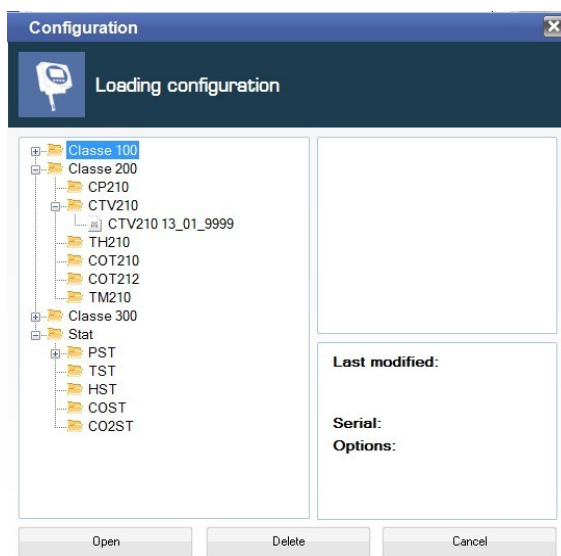 Configuration
Loading configuration
Classe 100
Classe 200
CP210
CTV210
CTV210 13_01_9999
TH210
COT210
COT212
TM210
Classe 300
Stat
PST
TST
HST
COST
CO2ST
Last modified:
Serial:
Options:
Open
Delete
Cancel